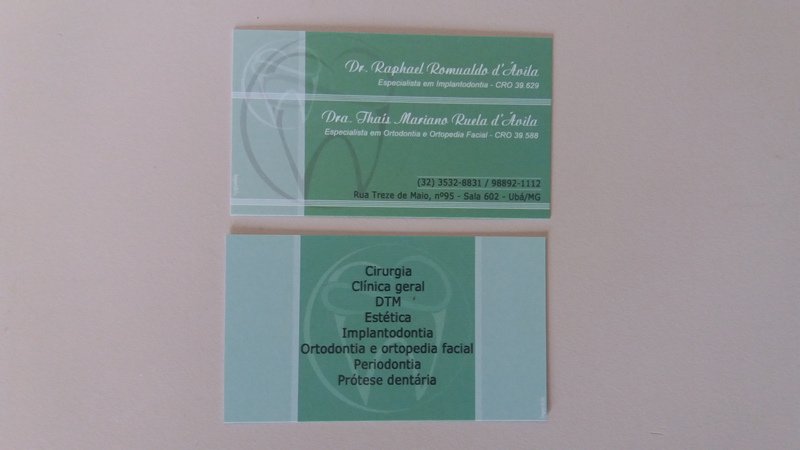 Dr. Raphael Romualdo d'Ávila
Especialista em Implantodontia - CRO 39.629
Dra. Thaís Mariano Ruela d'Ávila
Especialista em Ortodontia e Ortopedia Facial - CRO 39 588
(32) 3532-8831 / 98892-1112
Rua Treze de Maio, nº95 - Sala 602 - Ubá/MG
Cirurgia
Clínica geral
DTM
Estética
Implantodontia
Ortodontia e ortopedia facial
Periodontia
Prótese dentária